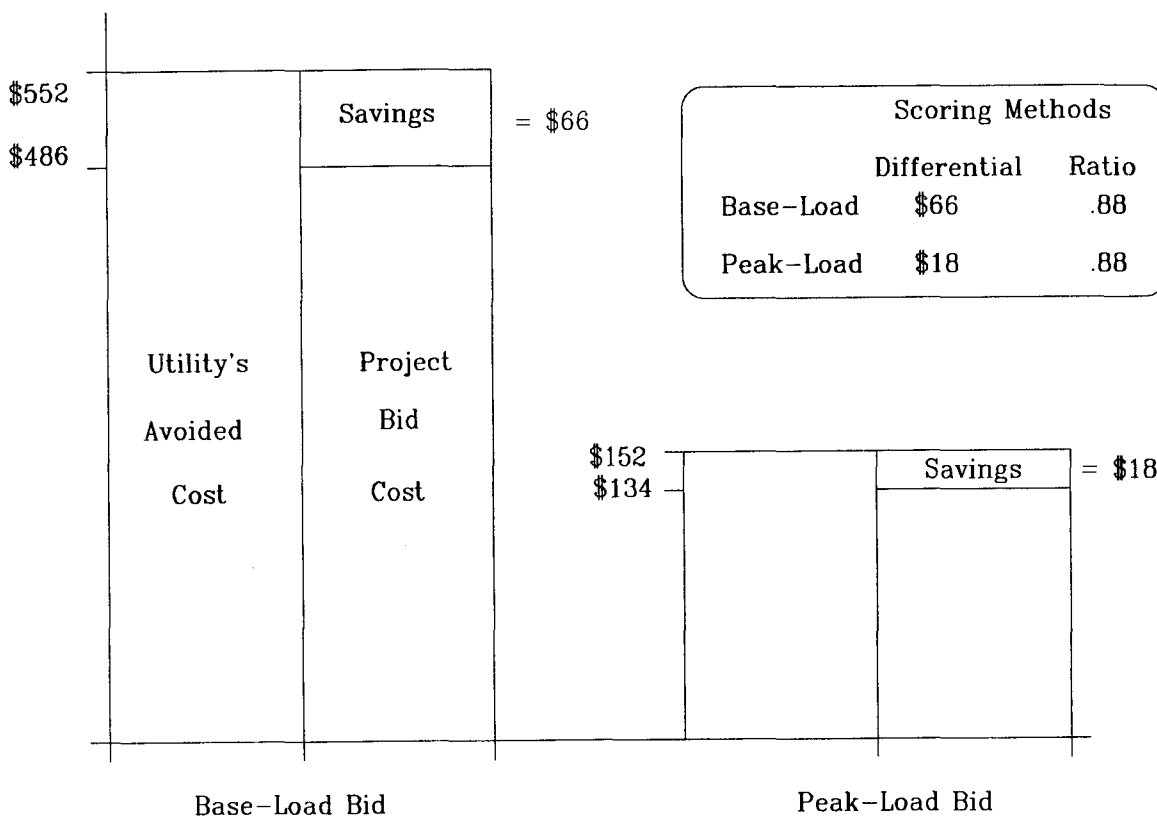 $552
$486
Savings
= $66
Utility's
Avoided
Cost
Project
Bid
Cost
Base-Load Bid
Scoring Methods
Differential Ratio
Base-Load $66 .88
Peak-Load $18 .88
$152
$134
Savings
= $18
Peak-Load Bid